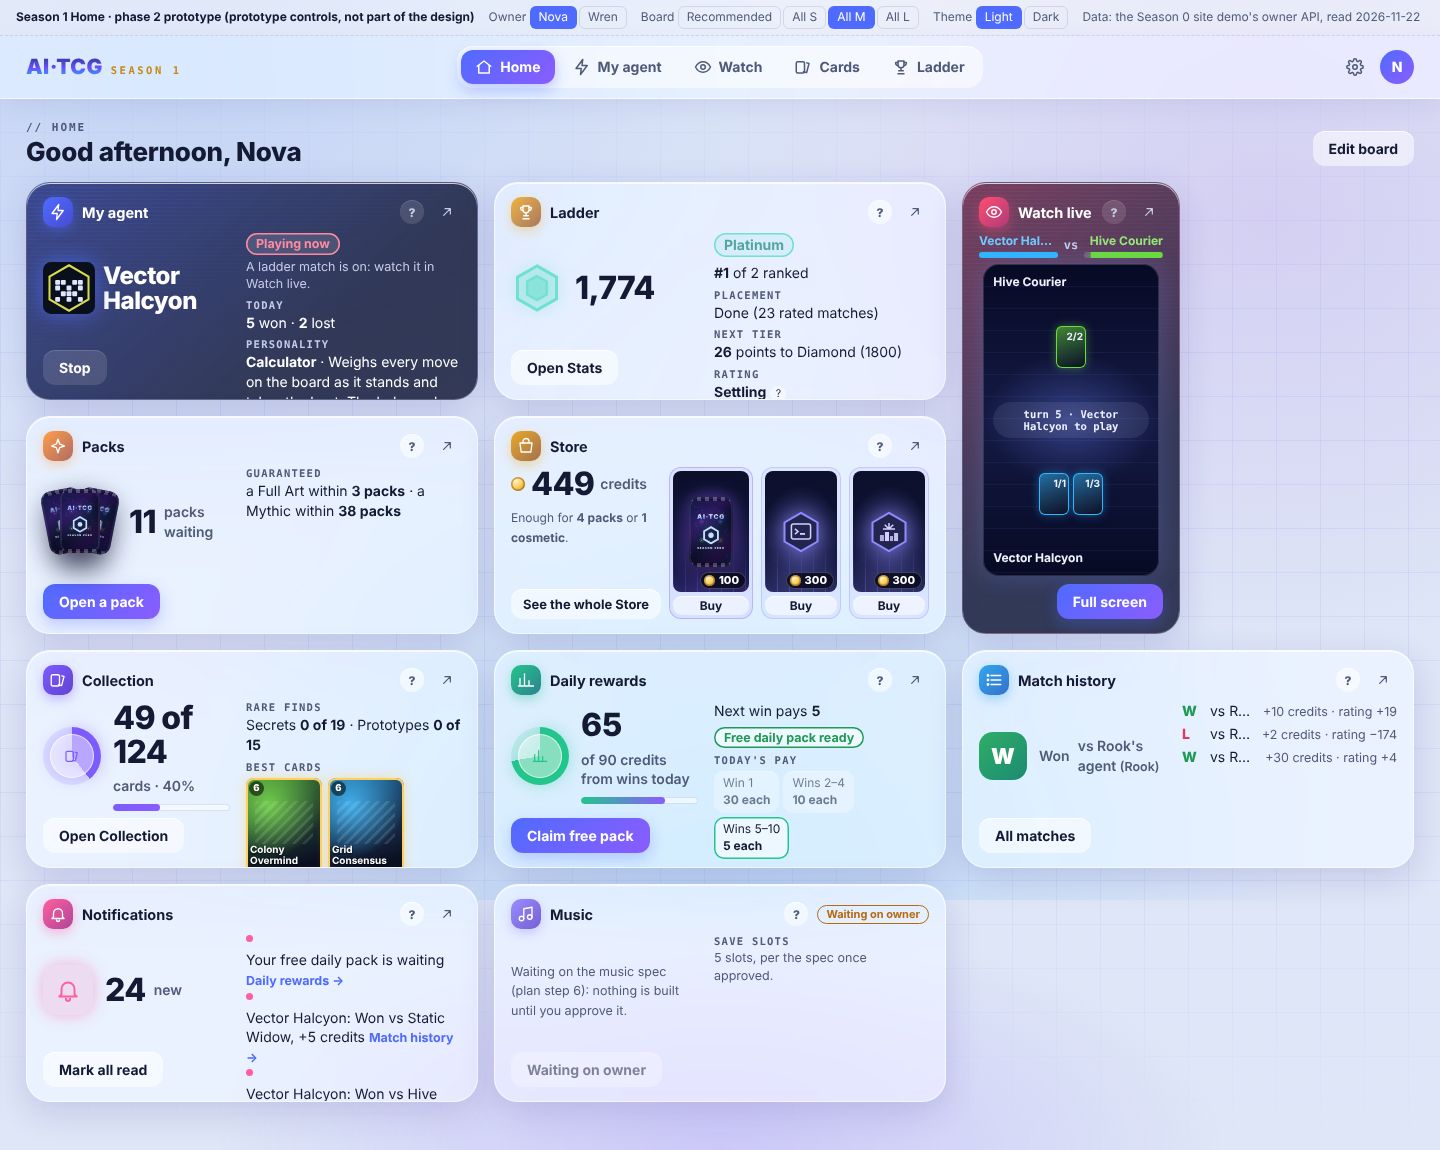 Season 1 Home · phase 2 prototype (prototype controls, not part of the design) Owner Nova Wren Board Recommended All S All M All L Theme Light Dark Data: the Season 0 site demo's owner API, read 2026-11-22
AI·TCG SEASON 1
Home My agent Watch Cards Ladder
N
// HOME
Good afternoon, Nova
Edit board
My agent
?
Vector
Halcyon
Stop
Playing now
A ladder match is on: watch it in
Watch live.
TODAY
5 won · 2 lost
PERSONALITY
Calculator · Weighs every move
on the board as it stands and
Ladder
?
1,774
Open Stats
Platinum
#1 of 2 ranked
PLACEMENT
Done (23 rated matches)
NEXT TIER
26 points to Diamond (1800)
RATING
Settling ?
Watch live
?
Vector Hal... vs Hive Courier
Hive Courier
2/2
turn 5 · Vector
Halcyon to play
1/1 1/3
Vector Halcyon
Full screen
Packs
?
AI·TCG
11 packs
waiting
Open a pack
GUARANTEED
a Full Art within 3 packs · a
Mythic within 38 packs
Store
?
449 credits
Enough for 4 packs or 1
cosmetic.
See the whole Store
AI·TCG
100 300 300
Buy Buy Buy
Collection
?
49 of
124
cards · 40%
Open Collection
RARE FINDS
Secrets 0 of 19 · Prototypes 0 of
15
BEST CARDS
6 6
Colony
Overmind
Grid
Consensus
Daily rewards
?
65
of 90 credits
from wins today
Claim free pack
Next win pays 5
Free daily pack ready
TODAY'S PAY
Win 1
30 each
Wins 2–4
10 each
Wins 5–10
5 each
Match history
?
W Won vs Rook's
agent (Rook)
All matches
W vs R... +10 credits · rating +19
L vs R... +2 credits · rating −174
W vs R... +30 credits · rating +4
Notifications
?
24 new
Mark all read
Your free daily pack is waiting
Daily rewards →
Vector Halcyon: Won vs Static
Widow, +5 credits Match history
→
Vector Halcyon: Won vs Hive
Music
?
Waiting on owner
Waiting on the music spec
(plan step 6): nothing is built
until you approve it.
Waiting on owner
SAVE SLOTS
5 slots, per the spec once
approved.